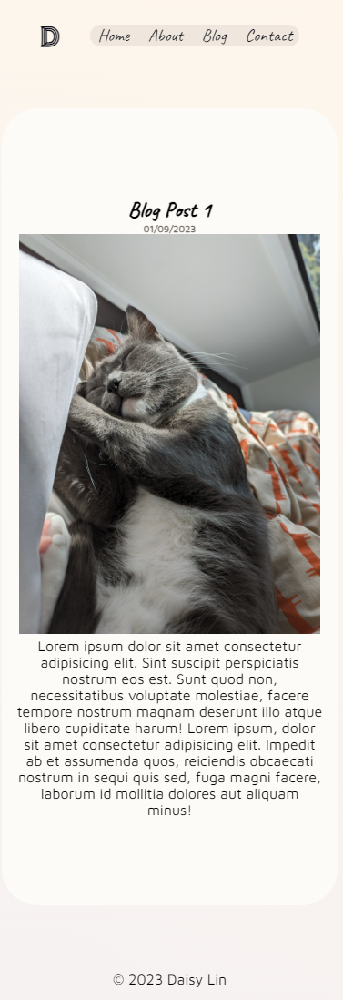 D Home About Blog Contact
Blog Post 1
01/09/2023
Lorem ipsum dolor sit amet consectetur
adipisicing elit. Sint suscipit perspiciatis
nostrum eos est. Sunt quod non,
necessitatibus voluptate molestiae, facere
tempore nostrum magnam deserunt illo atque
libero cupiditate harum! Lorem ipsum, dolor
sit amet consectetur adipisicing elit. Impedit
ab et assumenda quos, reiciendis obcaecati
nostrum in sequi quis sed, fuga magni facere,
laborum id mollitia dolores aut aliquam
minus!
© 2023 Daisy Lin